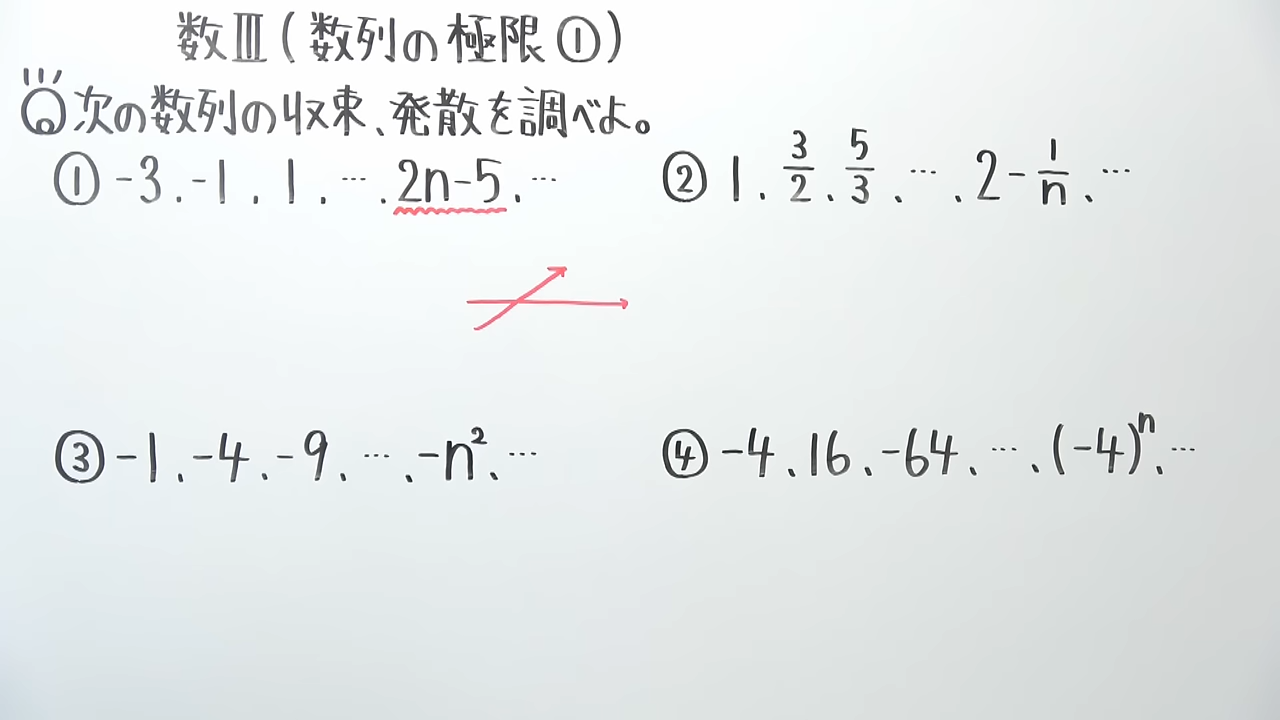 数Ⅲ(数列の極限①)
Q次の数列の収束、発散を調べよ。
① -3、-1、1、…、2n-5、…
② 1、3/2、5/3、…、2-1/n、…
③ -1、-4、-9、…、-n²、…
④ -4、16、-64、…、(-4)ⁿ、…